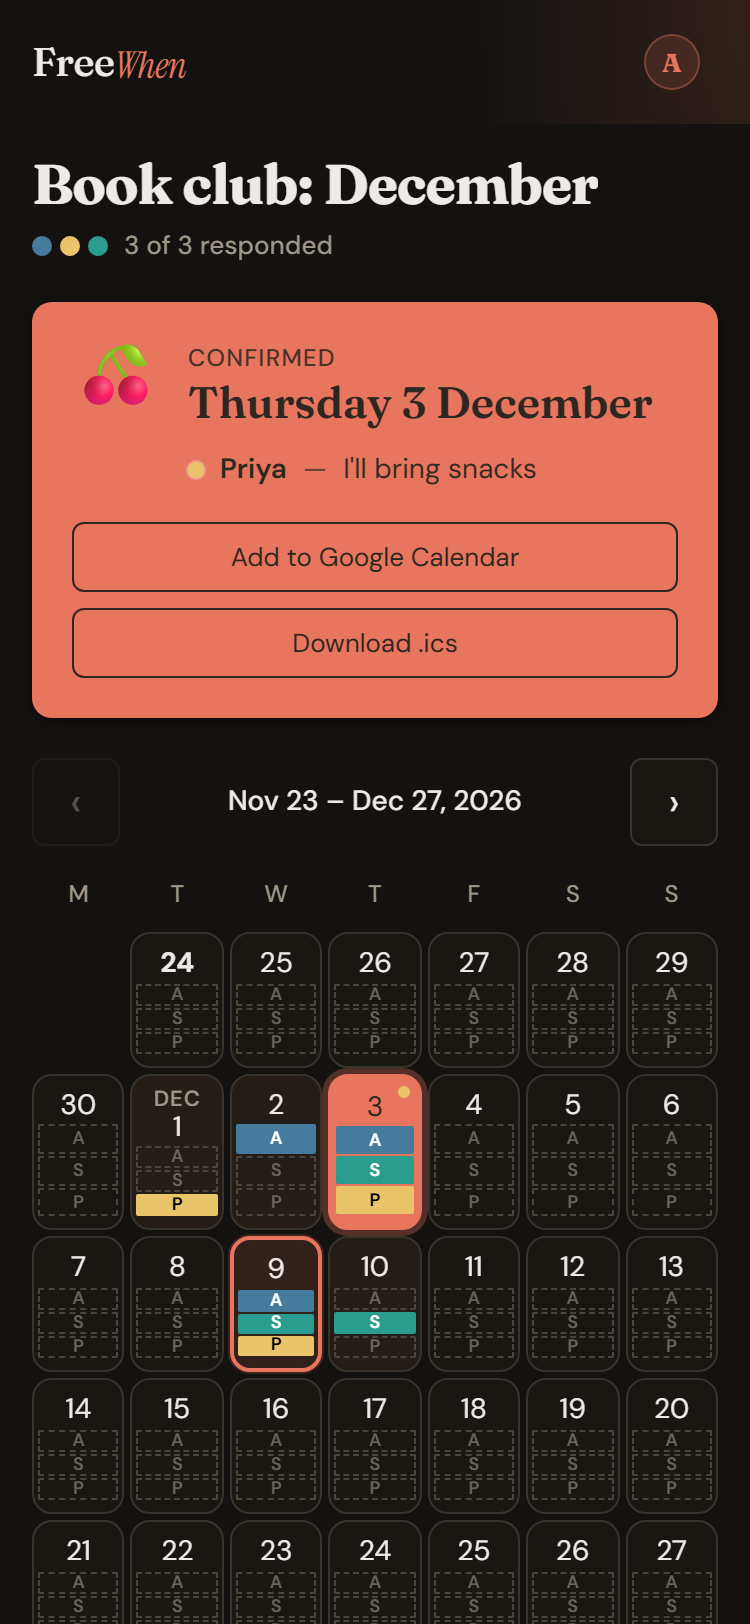 FreeWhen
A
Book club: December
3 of 3 responded
CONFIRMED
Thursday 3 December
Priya — I'll bring snacks
Add to Google Calendar
Download .ics
‹ Nov 23 – Dec 27, 2026 ›
M T W T F S S
24 25 26 27 28 29
A A A A A A
S S S S S S
P P P P P P
30 DEC 1 2 3 4 5 6
A A A A A A A
S S S S S S S
P P P P P P P
7 8 9 10 11 12 13
A A A A A A A
S S S S S S S
P P P P P P P
14 15 16 17 18 19 20
A A A A A A A
S S S S S S S
P P P P P P P
21 22 23 24 25 26 27
A A A A A A A
S S S S S S S